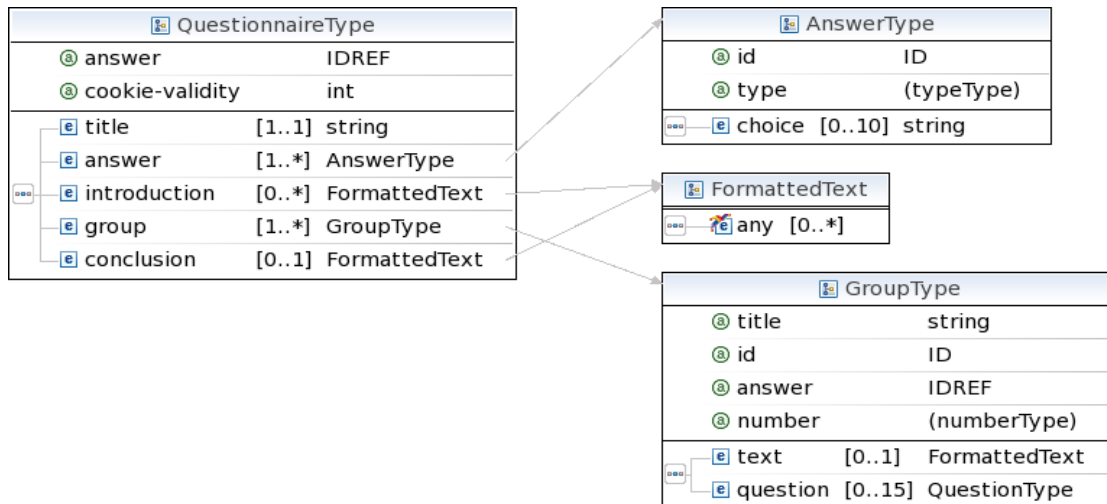 QuestionnaireType
answer IDREF
cookie-validity int
title [1..1] string
answer [1..*] AnswerType
introduction [0..*] FormattedText
group [1..*] GroupType
conclusion [0..1] FormattedText
AnswerType
id ID
type (typeType)
choice [0..10] string
FormattedText
any [0..*]
GroupType
title string
id ID
answer IDREF
number (numberType)
text [0..1] FormattedText
question [0..15] QuestionType